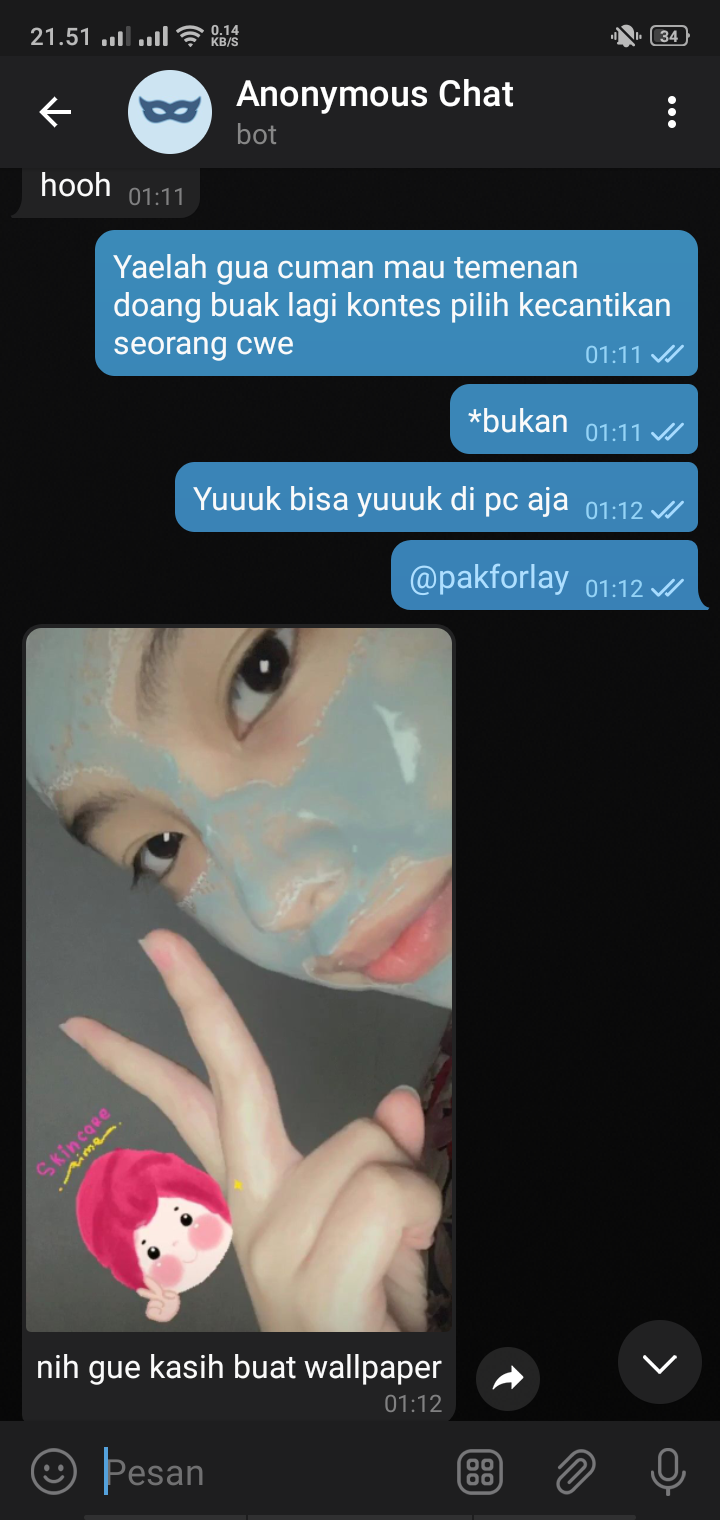 21.51
0.14
KB/S
34
Anonymous Chat
bot
hooh 01:11
Yaelah gua cuman mau temenan
doang buak lagi kontes pilih kecantikan
seorang cwe 01:11
*bukan 01:11
Yuuuk bisa yuuuk di pc aja 01:12
@pakforlay 01:12
Skincare
nih gue kasih buat wallpaper
01:12
Pesan